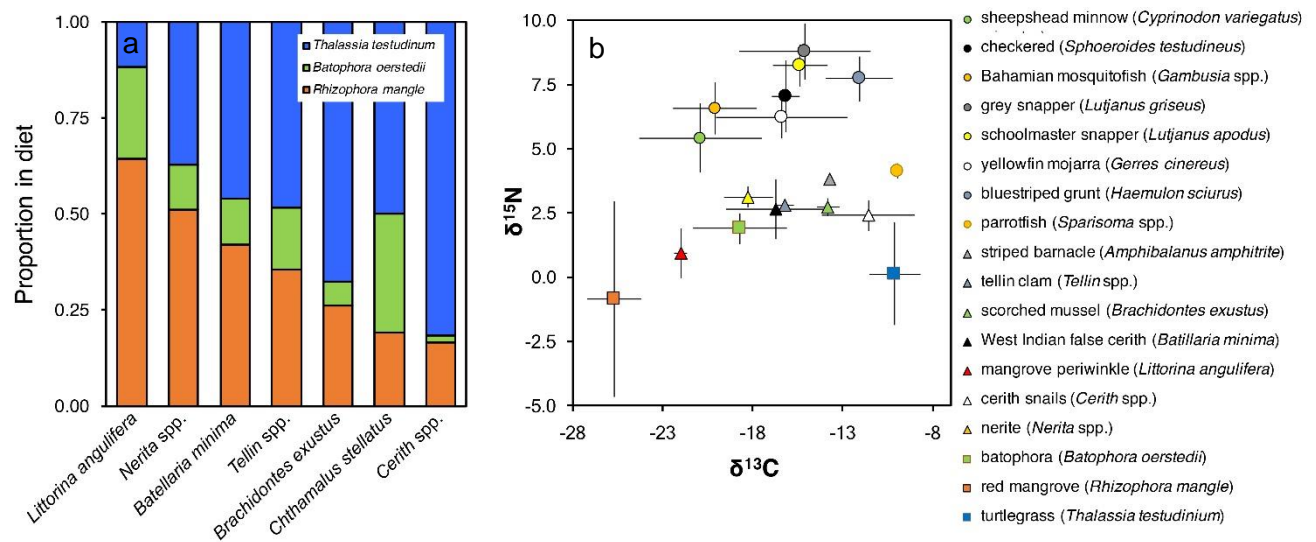 a
Thalassia testudinum
Batophora oerstedii
Rhizophora mangle
Proportion in diet
1.00
0.75
0.50
0.25
0.00
Littorina angulifera
Nerita spp.
Batellaria minima
Tellin spp.
Brachidontes exustus
Chthamalus stellatus
Cerith spp.
b
δ15N
10.0
7.5
5.0
2.5
0.0
-2.5
-5.0
-28
-23
-18
-13
-8
δ13C
sheepshead minnow (Cyprinodon variegatus)
checkered (Sphoeroides testudineus)
Bahamian mosquitofish (Gambusia spp.)
grey snapper (Lutjanus griseus)
schoolmaster snapper (Lutjanus apodus)
yellowfin mojarra (Gerres cinereus)
bluestriped grunt (Haemulon sciurus)
parrotfish (Sparisoma spp.)
striped barnacle (Amphibalanus amphitrite)
tellin clam (Tellin spp.)
scorched mussel (Brachidontes exustus)
West Indian false cerith (Batillaria minima)
mangrove periwinkle (Littorina angulifera)
cerith snails (Cerith spp.)
nerite (Nerita spp.)
batophora (Batophora oerstedii)
red mangrove (Rhizophora mangle)
turtlegrass (Thalassia testudinium)